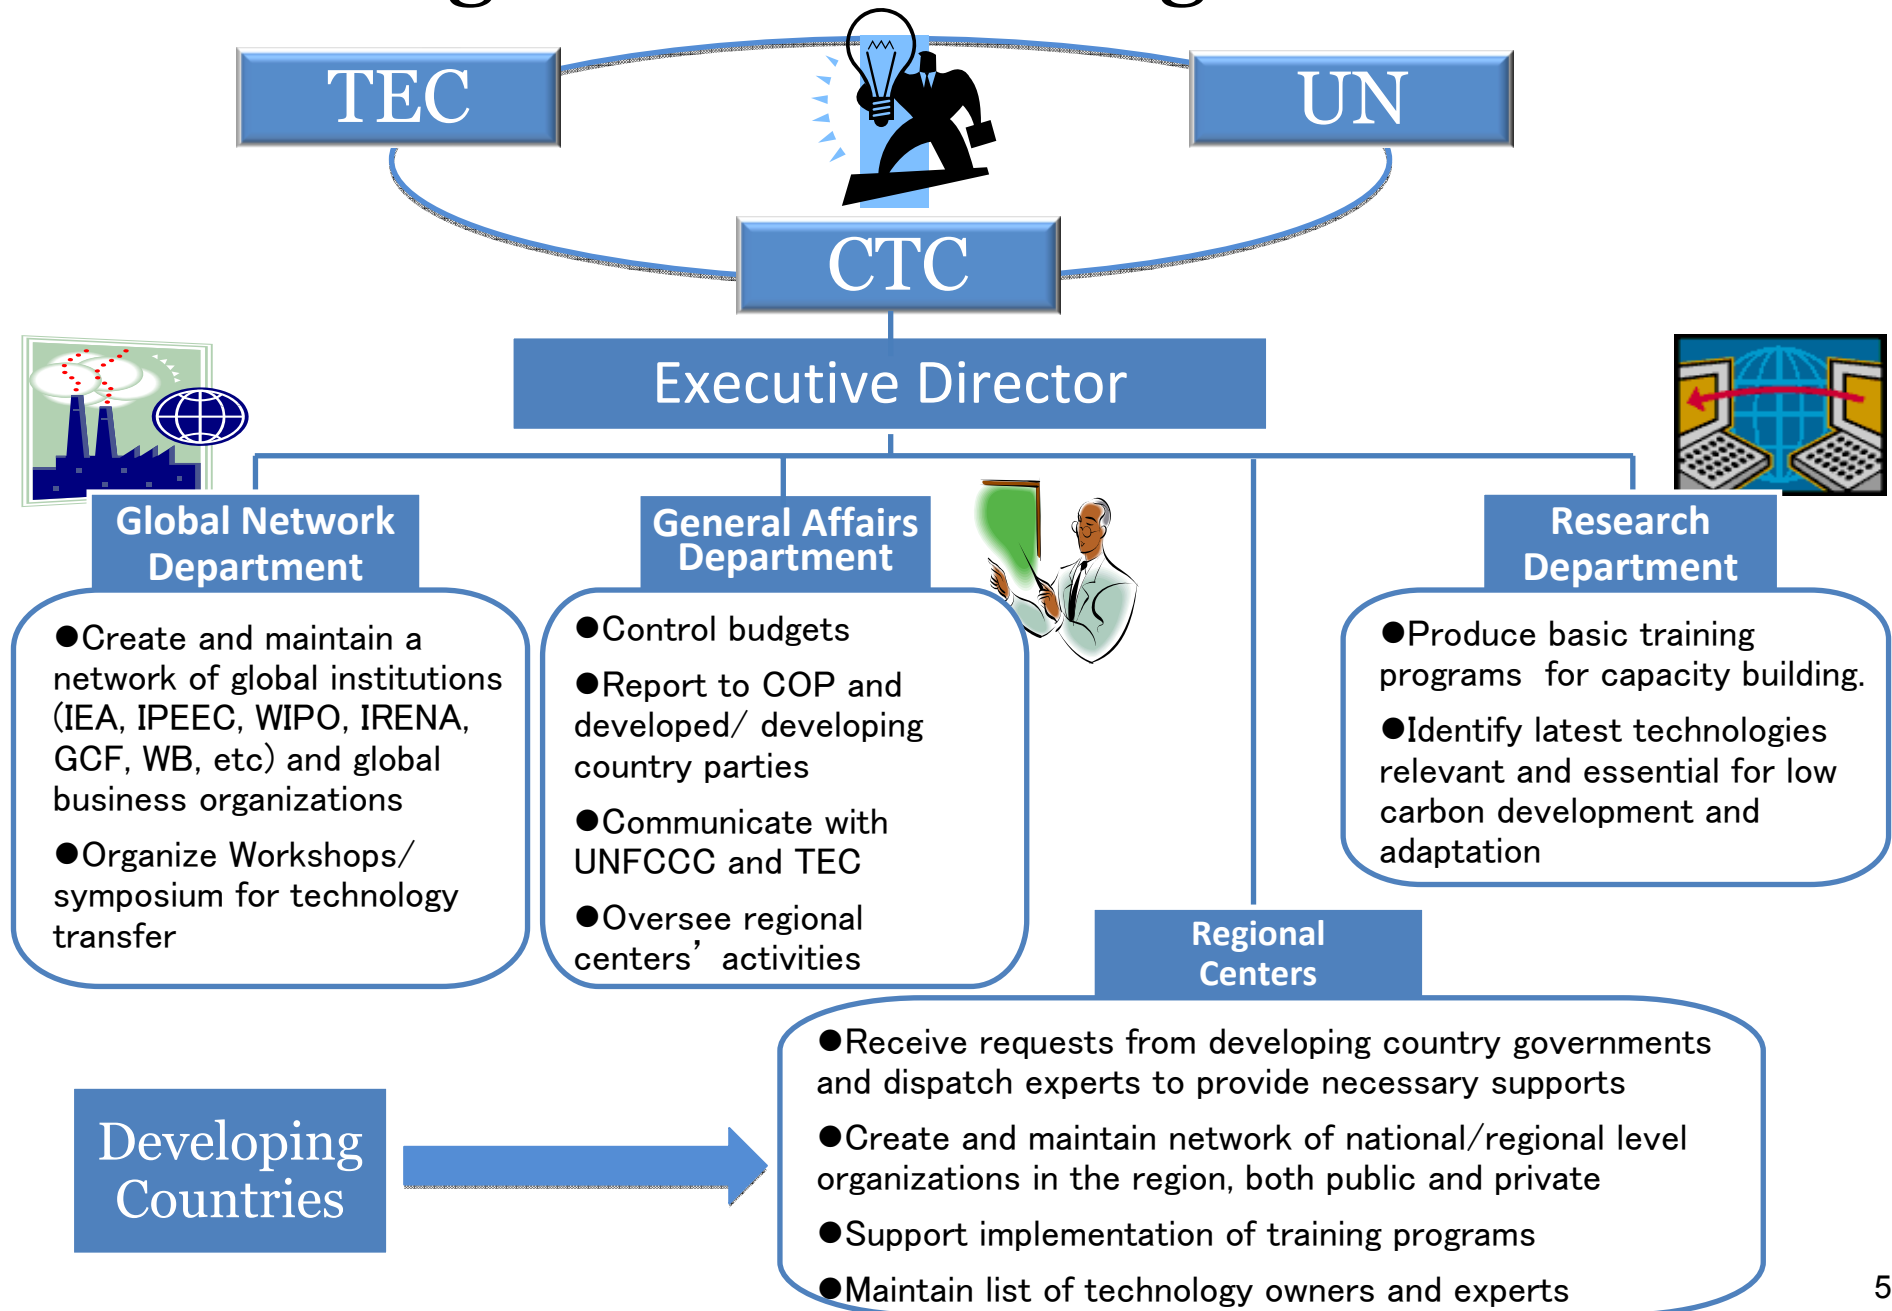 TEC
UN
CTC
Executive Director
Global Network
Department
●Create and maintain a
network of global institutions
(IEA, IPEEC, WIPO, IRENA,
GCF, WB, etc) and global
business organizations
●Organize Workshops/
symposium for technology
transfer
General Affairs
Department
●Control budgets
●Report to COP and
developed/ developing
country parties
●Communicate with
UNFCCC and TEC
●Oversee regional
centers’ activities
Research
Department
●Produce basic training
programs for capacity building.
●Identify latest technologies
relevant and essential for low
carbon development and
adaptation
Regional
Centers
●Receive requests from developing country governments
and dispatch experts to provide necessary supports
●Create and maintain network of national/regional level
organizations in the region, both public and private
●Support implementation of training programs
●Maintain list of technology owners and experts
Developing
Countries
5